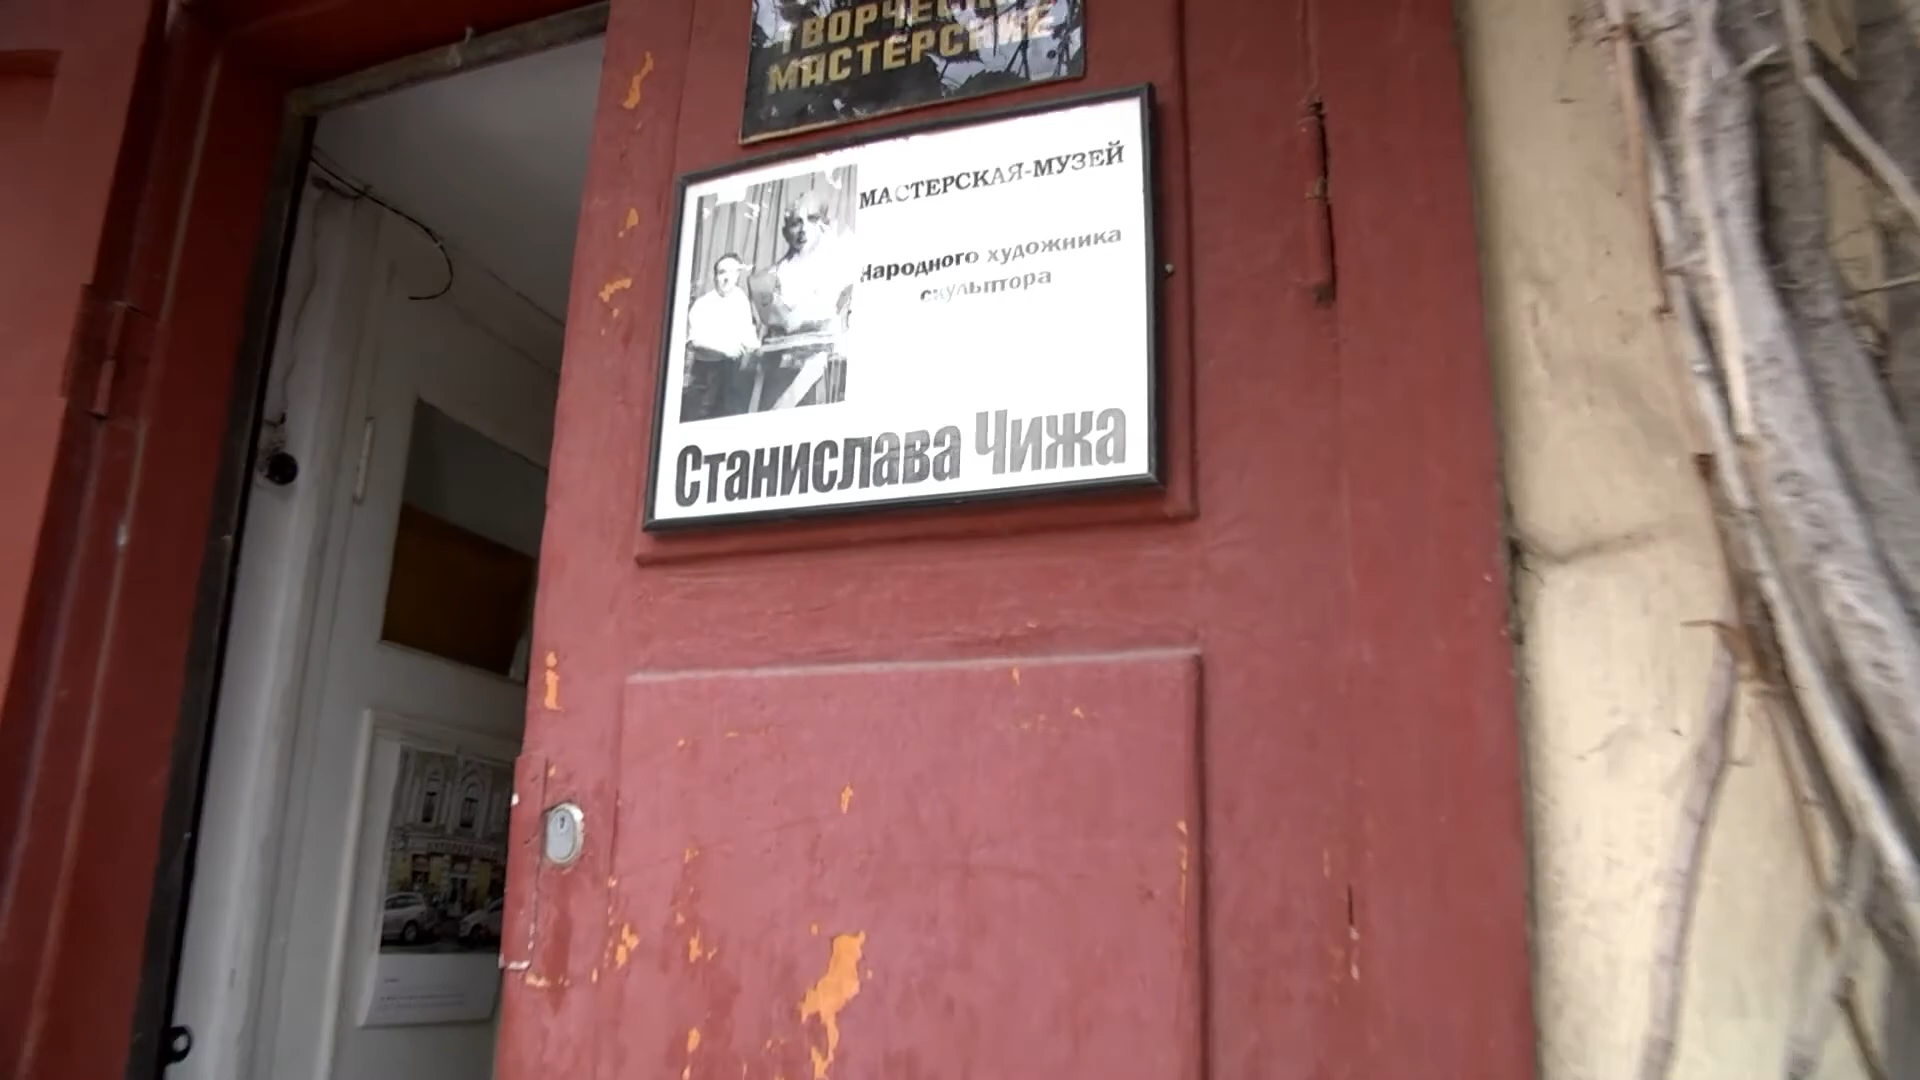 ТВОРЧЕСКИЕ
МАСТЕРСКИЕ
МАСТЕРСКАЯ-МУЗЕЙ
Народного художника
скульптора
Станислава Чижа